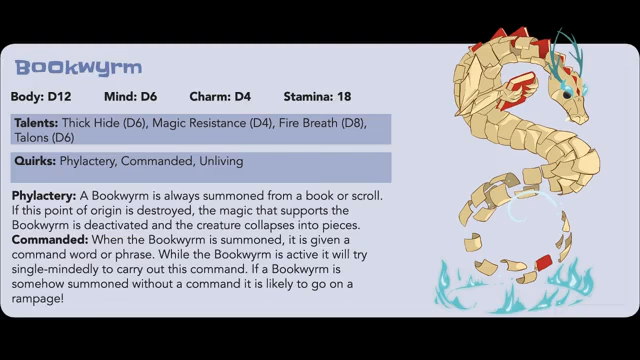 Bookwyrm
Body: D12 Mind: D6 Charm: D4 Stamina: 18
Talents: Thick Hide (D6), Magic Resistance (D4), Fire Breath (D8),
Talons (D6)
Quirks: Phylactery, Commanded, Unliving
Phylactery: A Bookwyrm is always summoned from a book or scroll.
If this point of origin is destroyed, the magic that supports the
Bookwyrm is deactivated and the creature collapses into pieces.
Commanded: When the Bookwyrm is summoned, it is given a
command word or phrase. While the Bookwyrm is active it will try
single-mindedly to carry out this command. If a Bookwyrm is
somehow summoned without a command it is likely to go on a
rampage!